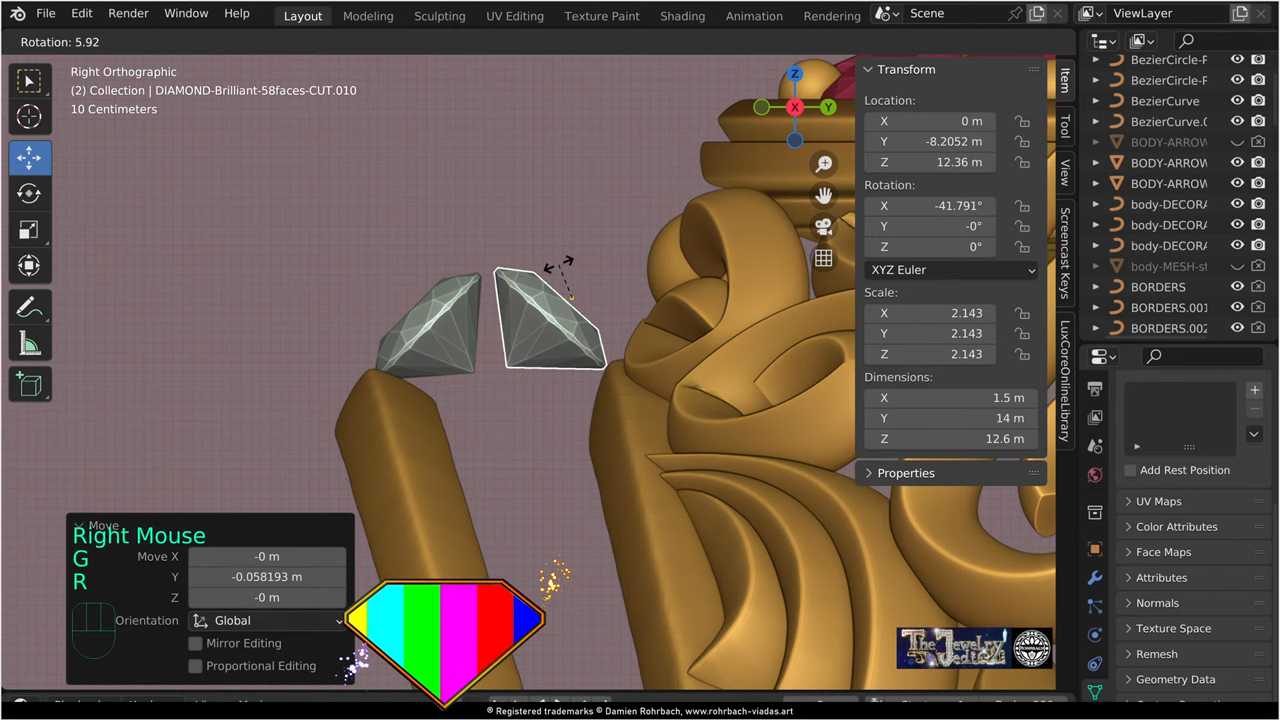 File Edit Render Window Help
Layout Modeling Sculpting UV Editing Texture Paint Shading Animation Rendering
Scene
ViewLayer
Rotation: 5.92
Right Orthographic
(2) Collection | DIAMOND-Brilliant-58faces-CUT.010
10 Centimeters
Z
X
Y
Transform
Location:
X 0 m
Y -8.2052 m
Z 12.36 m
Rotation:
X -41.791°
Y -0°
Z 0°
XYZ Euler
Scale:
X 2.143
Y 2.143
Z 2.143
Dimensions:
X 1.5 m
Y 14 m
Z 12.6 m
Properties
Item
Tool
View
Screencast Keys
LuxCoreOnlineLibrary
BezierCircle-F
BezierCircle-F
BezierCurve
BezierCurve.0
BODY-ARROW
BODY-ARROW
BODY-ARROW
body-DECORA
body-DECORA
body-DECORA
body-MESH-st
BORDERS
BORDERS.001
BORDERS.002
Add Rest Position
UV Maps
Color Attributes
Face Maps
Attributes
Normals
Texture Space
Remesh
Geometry Data
Move
Right Mouse
G
R
Move X -0 m
Y -0.058193 m
Z -0 m
Orientation Global
Mirror Editing
Proportional Editing
® Registered trademarks © Damien Rohrbach, www.rohrbach-viadas.art